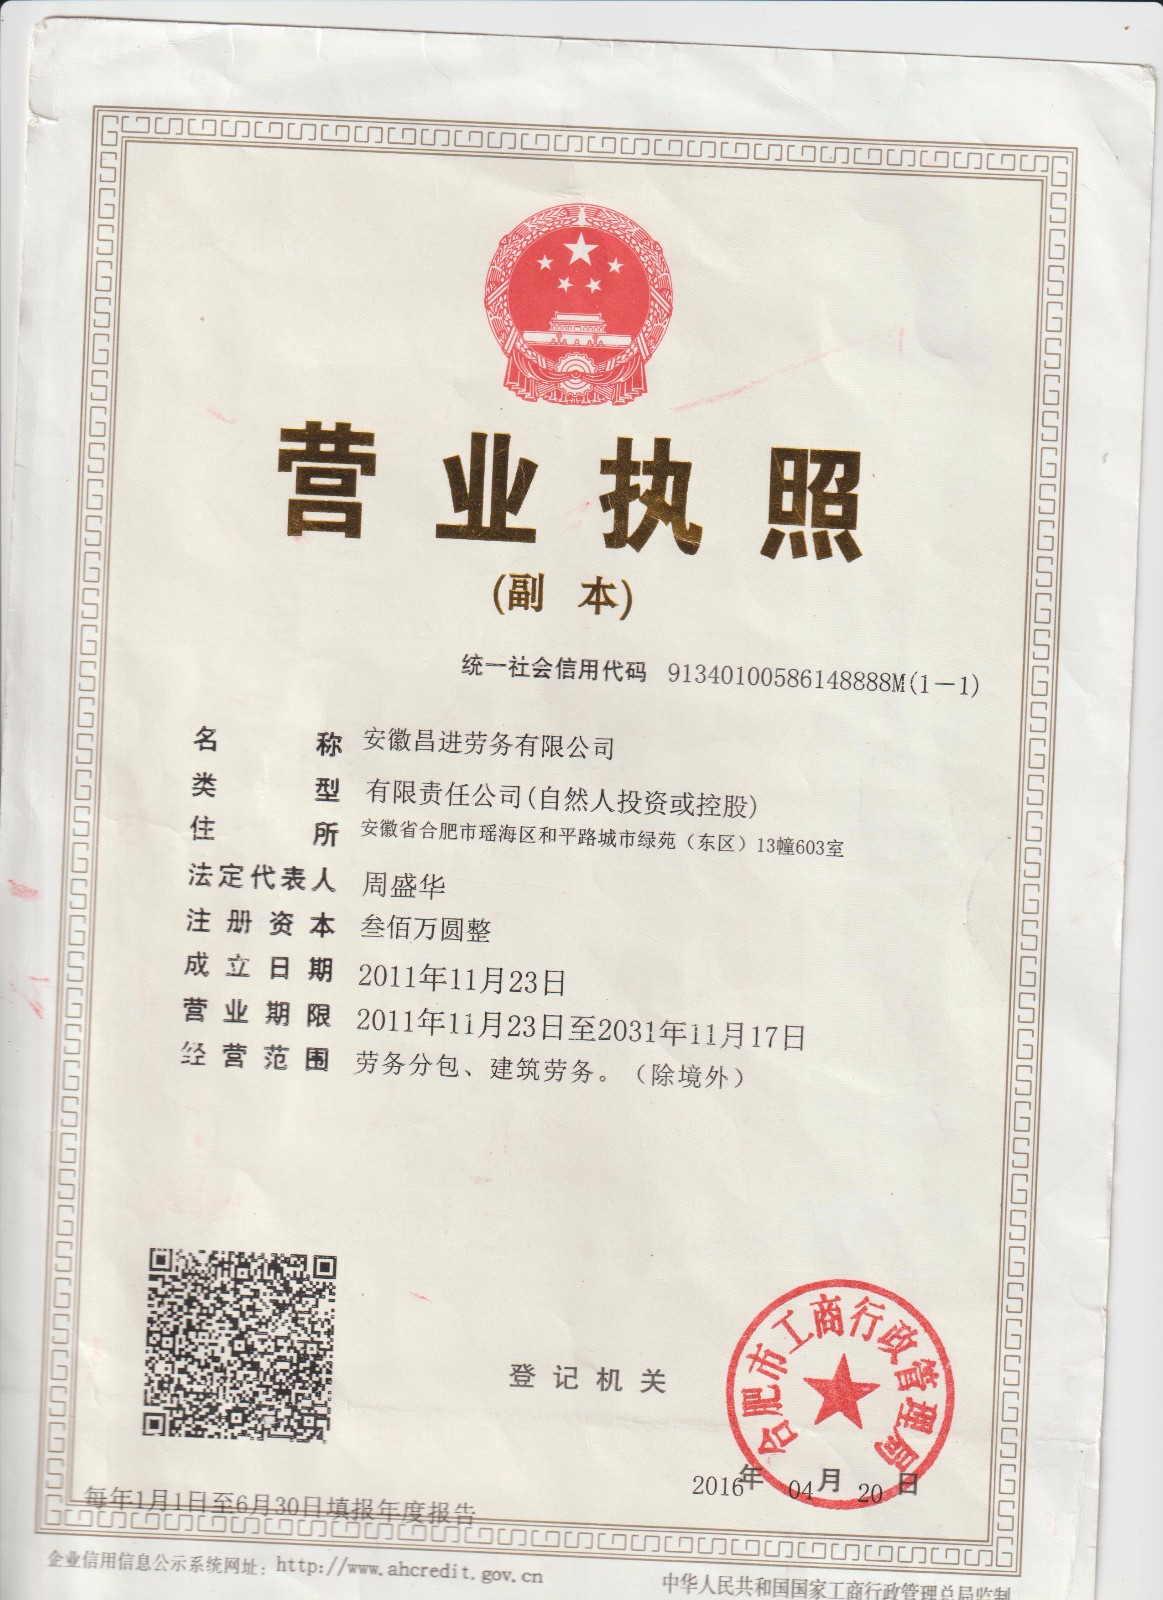 营业执照
(副 本)
统一社会信用代码 91340100586148888M(1-1)
名 称 安徽昌进劳务有限公司
类 型 有限责任公司(自然人投资或控股)
住 所 安徽省合肥市瑶海区和平路城市绿苑（东区）13幢603室
法定代表人 周盛华
注册资本 叁佰万圆整
成立日期 2011年11月23日
营业期限 2011年11月23日至2031年11月17日
经营范围 劳务分包、建筑劳务。（除境外）
登记机关
合肥市工商行政管理局
2016年 04月 20日
每年1月1日至6月30日填报年度报告
企业信用信息公示系统网址：http://www.ahcredit.gov.cn
中华人民共和国国家工商行政管理总局监制